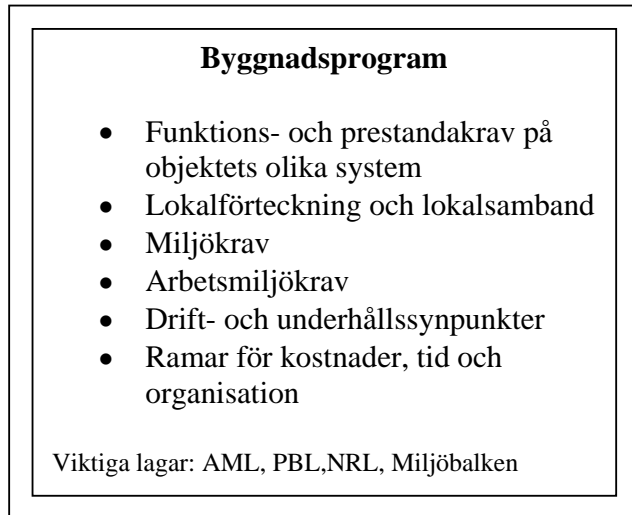 Byggnadsprogram
• Funktions- och prestandakrav på
objektets olika system
• Lokalförteckning och lokalsamband
• Miljökrav
• Arbetsmiljökrav
• Drift- och underhållssynpunkter
• Ramar för kostnader, tid och
organisation
Viktiga lagar: AML, PBL,NRL, Miljöbalken